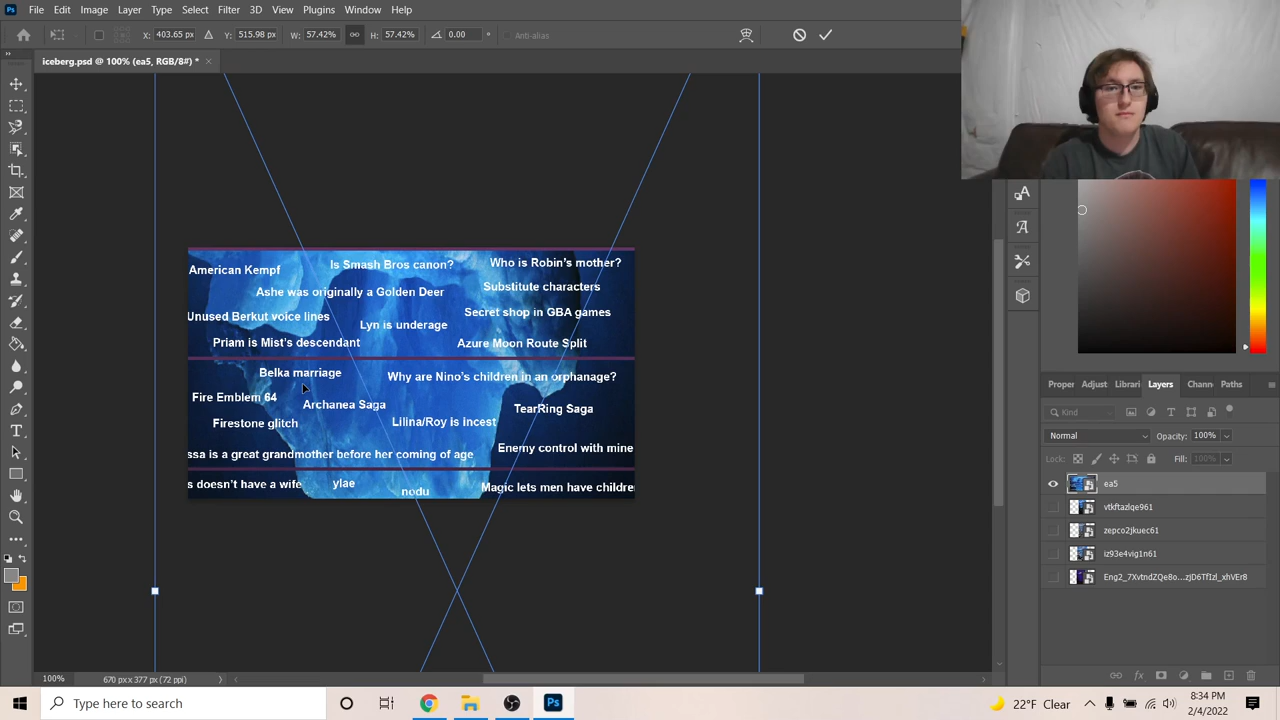 File Edit Image Layer Type Select Filter 3D View Plugins Window Help
X: 403.65 px Y: 515.98 px W: 57.42% H: 57.42% 0.00 ° Anti-alias
iceberg.psd @ 100% (ea5, RGB/8#) * ×
Is Smash Bros canon? Who is Robin's mother?
American Kempf
Substitute characters
Ashe was originally a Golden Deer
Secret shop in GBA games
Unused Berkut voice lines
Lyn is underage
Priam is Mist's descendant Azure Moon Route Split
Belka marriage Why are Nino's children in an orphanage?
Fire Emblem 64
Archanea Saga TearRing Saga
Firestone glitch Lilina/Roy is incest
Enemy control with mine
ssa is a great grandmother before her coming of age
s doesn't have a wife ylae Magic lets men have childre
nodu
Proper Adjust Librari Layers Chann Paths
Kind
Normal Opacity: 100%
Lock: Fill: 100%
ea5
vtkftazlqe961
zepco2jkuec61
iz93e4vig1n61
Eng2_7XvtndZQe8o...zjD6TfIzl_xhVEr8
100% 670 px x 377 px (72 ppi)
Type here to search
Ps
22°F Clear
8:34 PM
2/4/2022